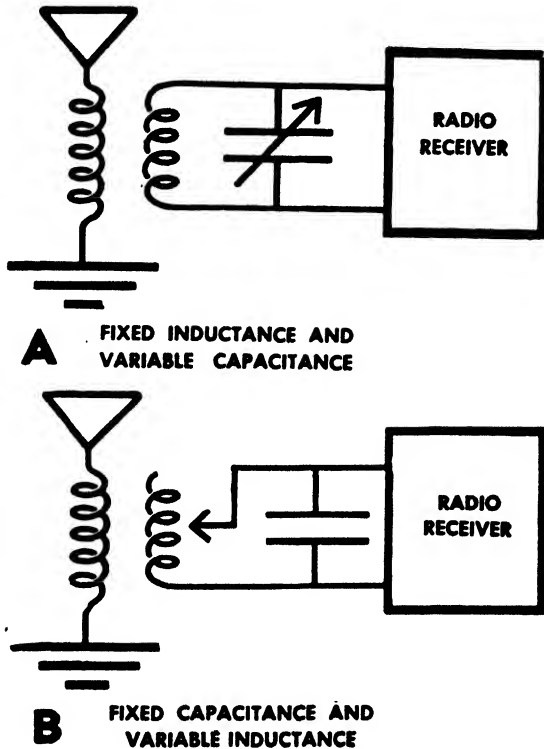 RADIO
RECEIVER
A
FIXED INDUCTANCE AND
VARIABLE CAPACITANCE
RADIO
RECEIVER
B
FIXED CAPACITANCE AND
VARIABLE INDUCTANCE